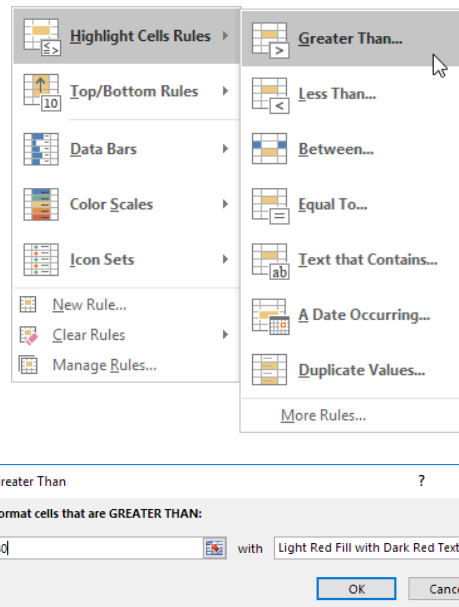 Highlight Cells Rules
Top/Bottom Rules
10
Data Bars
Color Scales
Icon Sets
New Rule...
Clear Rules
Manage Rules...
Greater Than...
Less Than...
Between...
Equal To...
Text that Contains...
ab
A Date Occurring...
Duplicate Values...
More Rules...
reater Than ?
ormat cells that are GREATER THAN:
with Light Red Fill with Dark Red Text
OK Cance